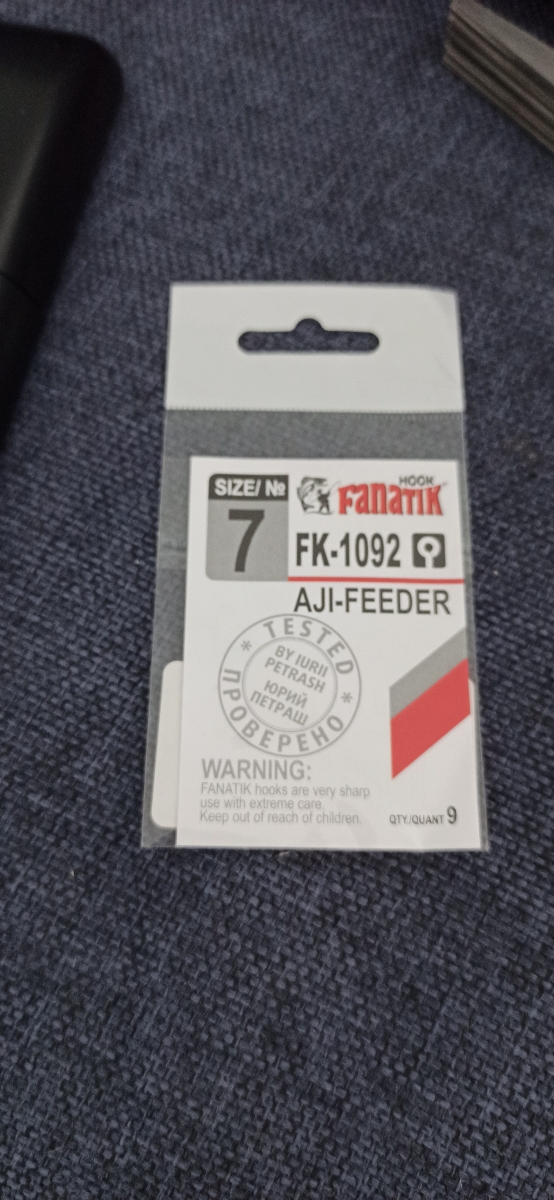 SIZE/ №
7
HOOK
FANATIK
FK-1092
AJI-FEEDER
TESTED
BY IURII
PETRASH
ЮРИЙ
ПЕТРАШ
ПРОВЕРЕНО
WARNING:
FANATIK hooks are very sharp
use with extreme care.
Keep out of reach of children.
QTY./QUANT 9